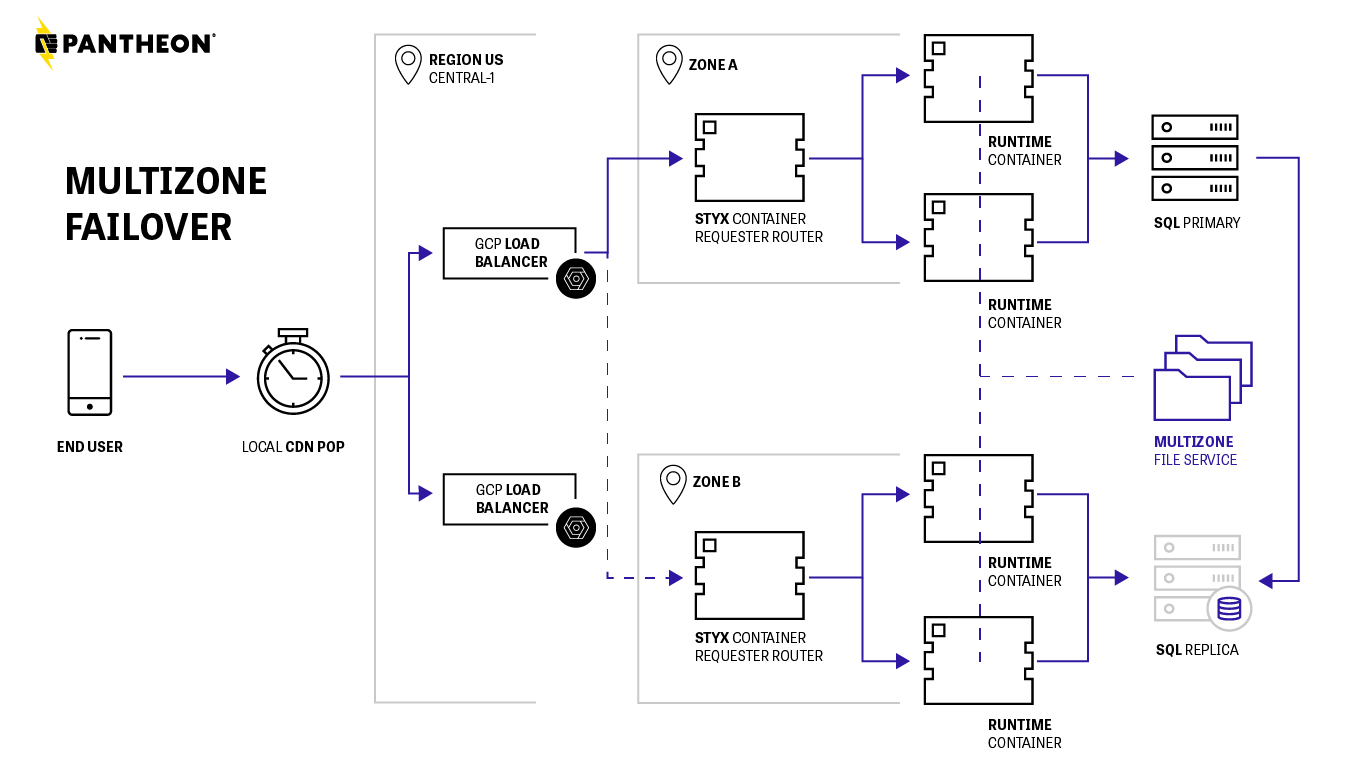 PANTHEON
MULTIZONE
FAILOVER
END USER
LOCAL CDN POP
REGION US
CENTRAL-1
GCP LOAD
BALANCER
GCP LOAD
BALANCER
ZONE A
STYX CONTAINER
REQUESTER ROUTER
RUNTIME
CONTAINER
RUNTIME
CONTAINER
SQL PRIMARY
MULTIZONE
FILE SERVICE
ZONE B
STYX CONTAINER
REQUESTER ROUTER
RUNTIME
CONTAINER
RUNTIME
CONTAINER
SQL REPLICA